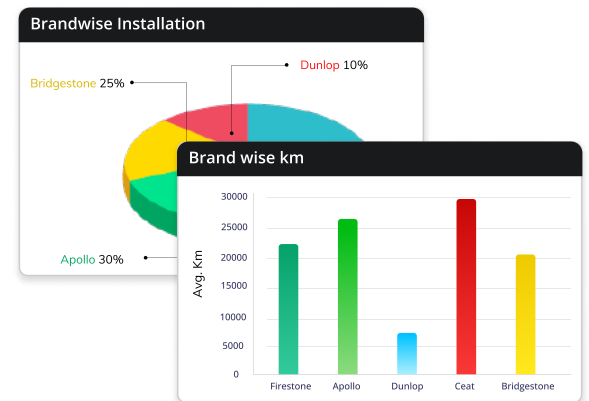 Brandwise Installation
Dunlop 10%
Bridgestone 25%
Apollo 30%
Brand wise km
Avg. Km
30000
25000
20000
15000
10000
5000
0
Firestone Apollo Dunlop Ceat Bridgestone